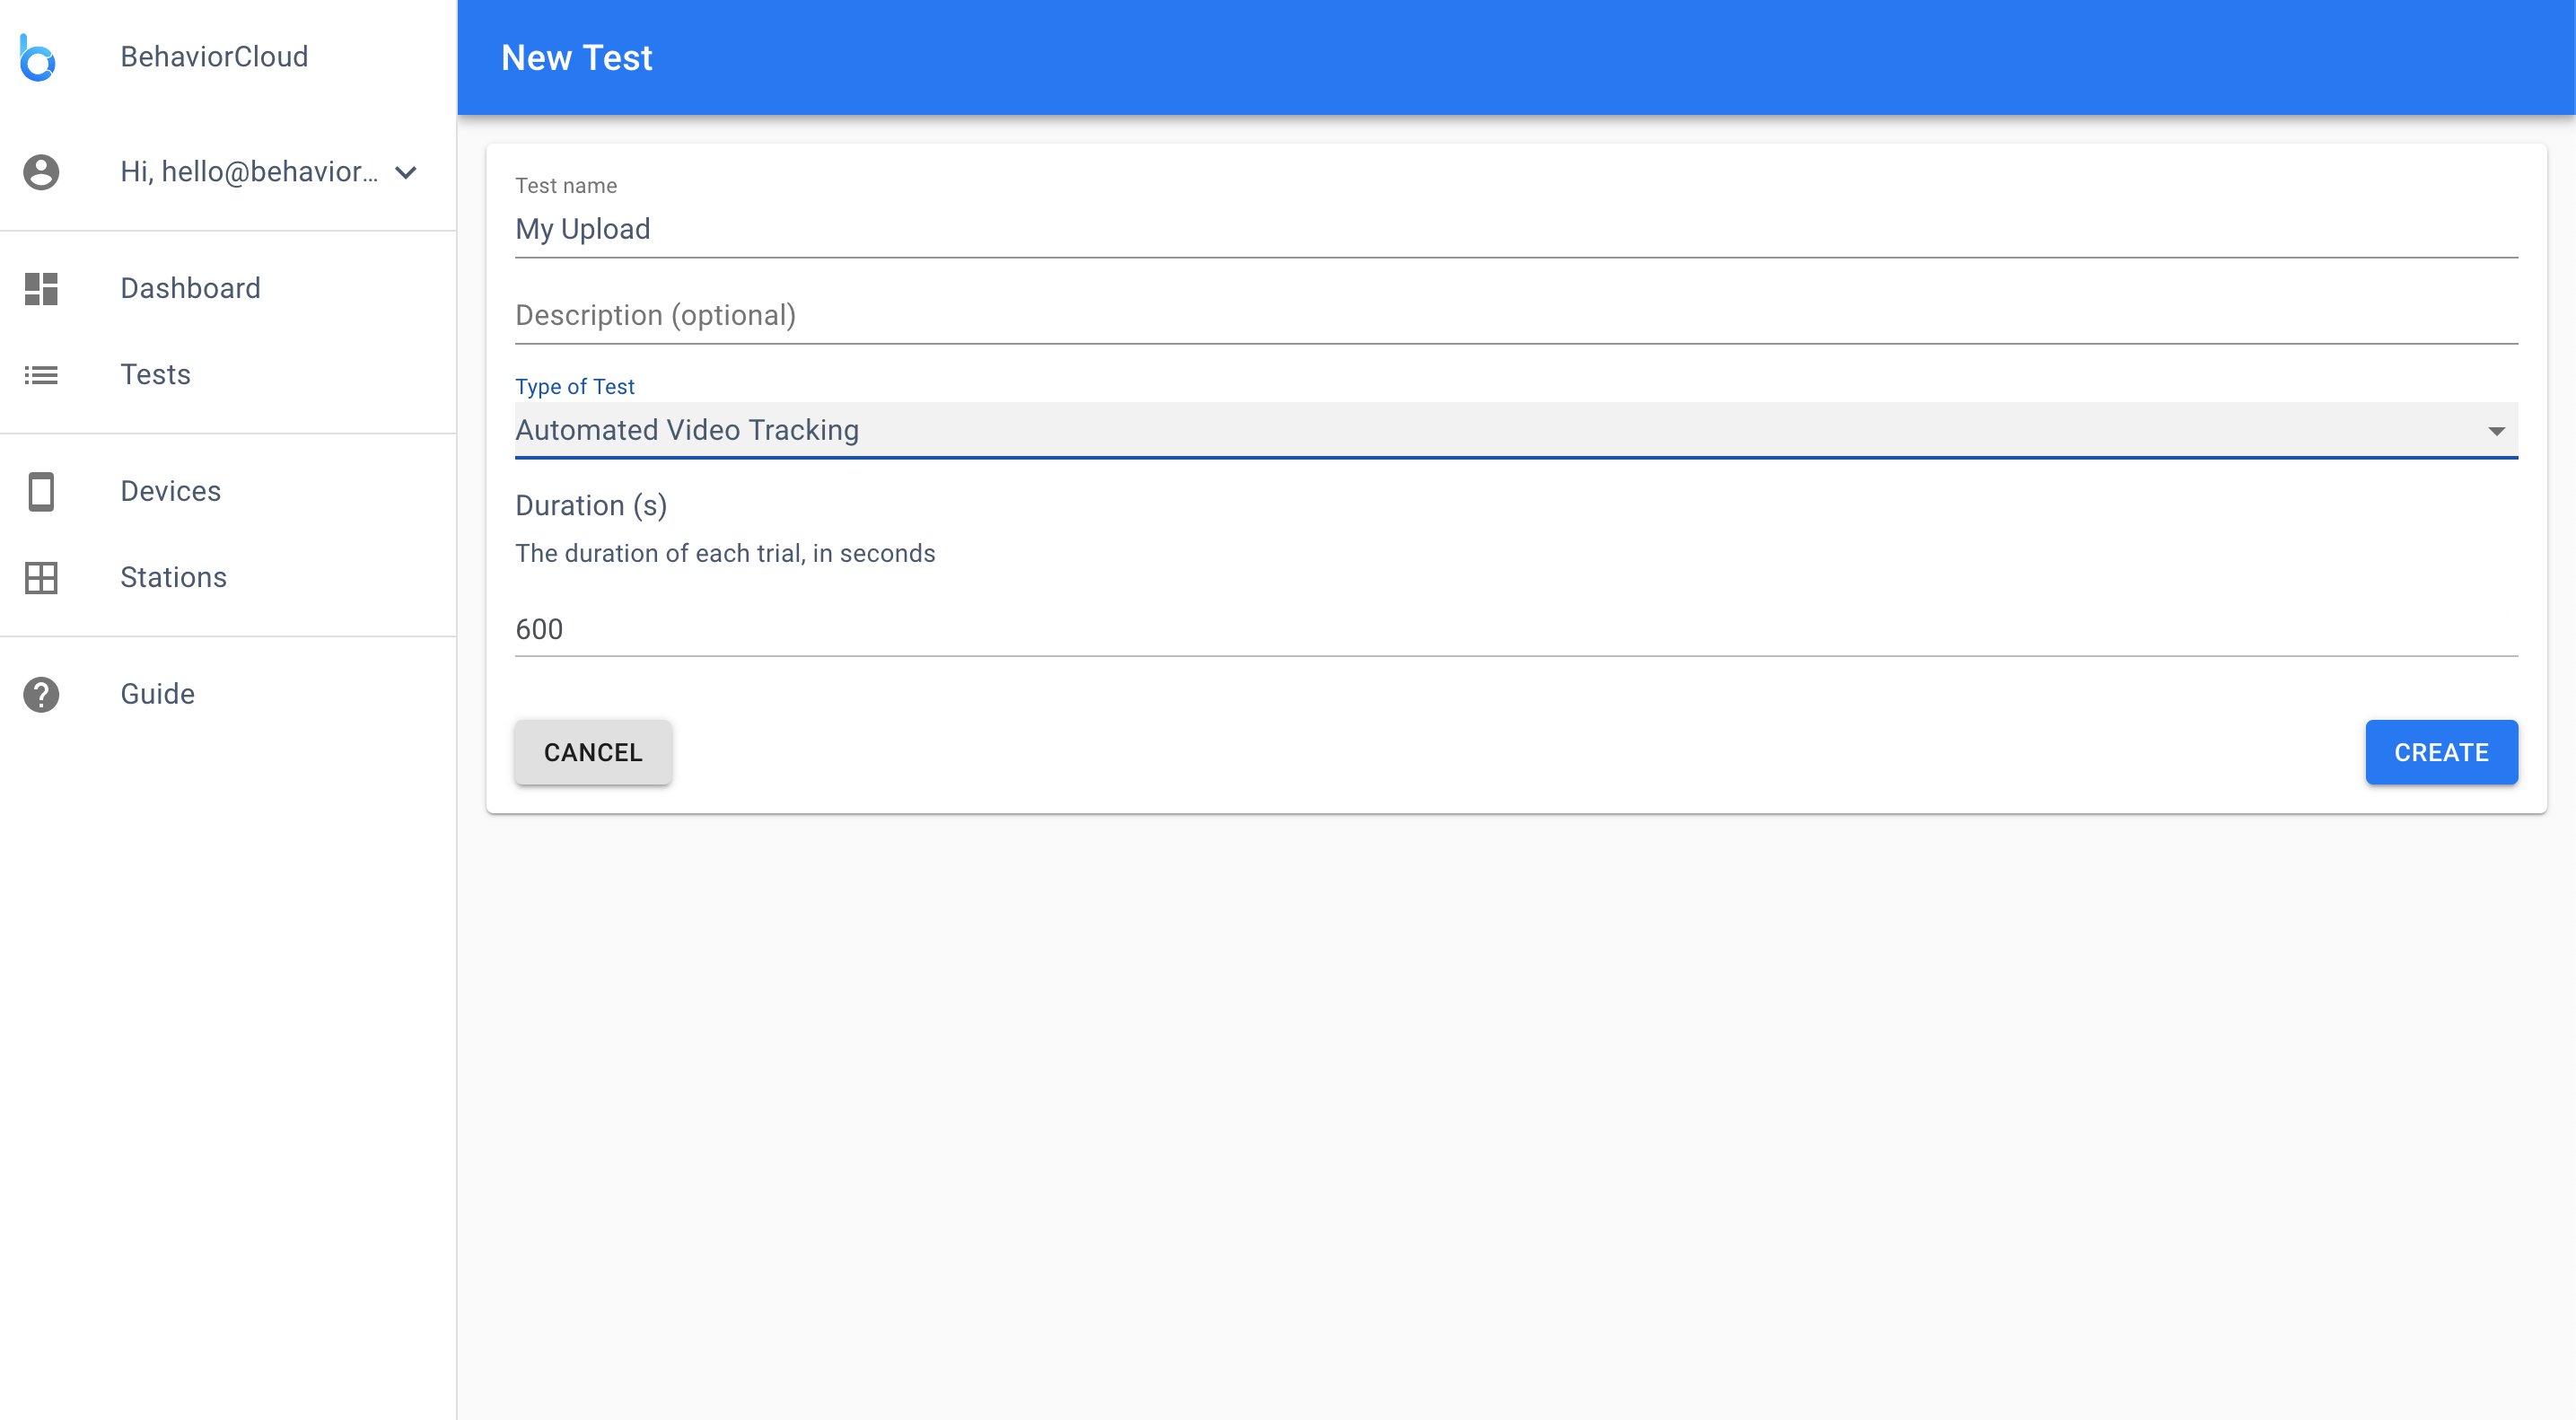 BehaviorCloud
Hi, hello@behavior...
Dashboard
Tests
Devices
Stations
Guide
New Test
Test name
My Upload
Description (optional)
Type of Test
Automated Video Tracking
Duration (s)
The duration of each trial, in seconds
600
CANCEL
CREATE